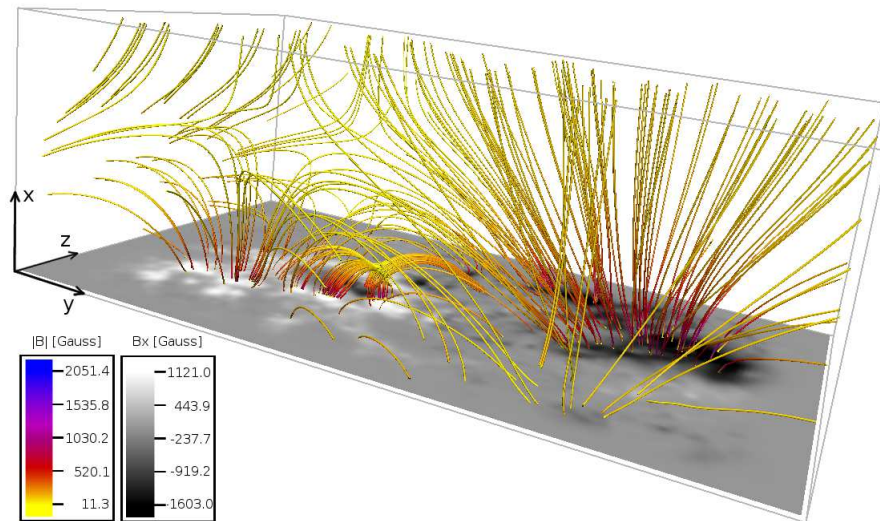 x
z
y
|B| [Gauss]
2051.4
1535.8
1030.2
520.1
11.3
Bx [Gauss]
1121.0
443.9
-237.7
-919.2
-1603.0